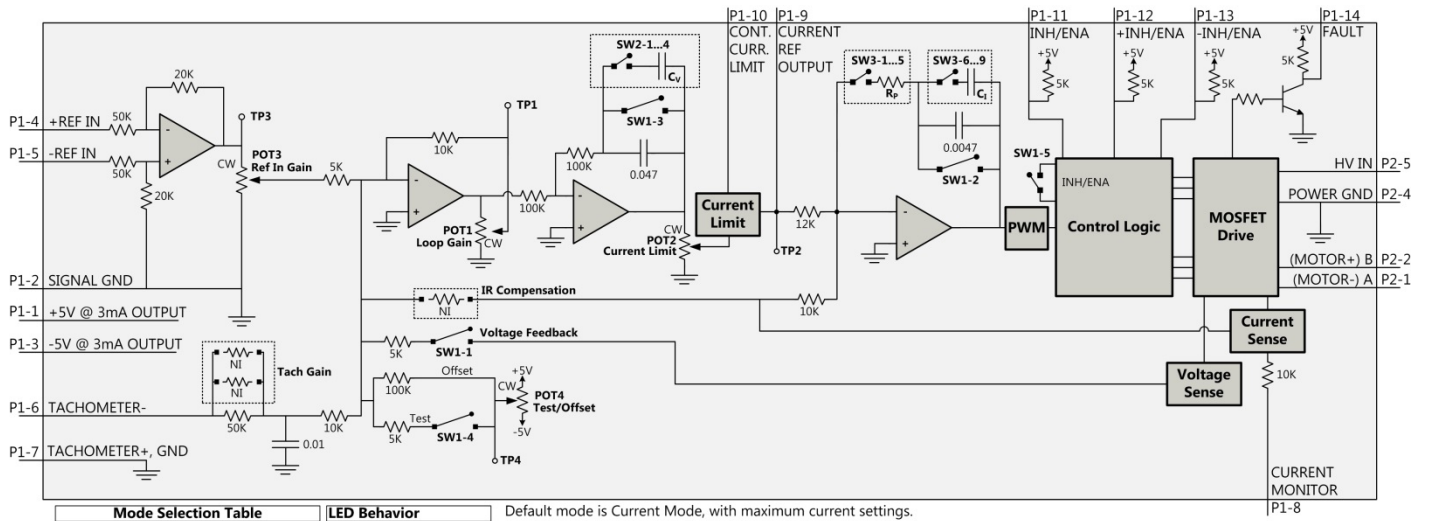 P1-10 P1-9
CONT. CURRENT
CURR. REF
LIMIT OUTPUT
P1-11
INH/ENA
P1-12
+INH/ENA
P1-13
-INH/ENA
P1-14
FAULT
+5V
5K
+5V
5K
+5V
5K
+5V
5K
SW2-1...4
Cv
SW1-3
0.047
100K
SW3-1...5
RP
SW3-6...9
CI
0.0047
SW1-2
20K
P1-4 +REF IN
50K
-
+
TP3
P1-5 -REF IN
50K
20K
CW
POT3
Ref In Gain
5K
TP1
10K
-
+
POT1
Loop Gain
CW
100K
-
+
CW
POT2
Current Limit
Current
Limit
12K
TP2
-
+
PWM
SW1-5
INH/ENA
Control Logic
MOSFET
Drive
HV IN P2-5
POWER GND P2-4
(MOTOR+) B P2-2
(MOTOR-) A P2-1
P1-2 SIGNAL GND
P1-1 +5V @ 3mA OUTPUT
P1-3 -5V @ 3mA OUTPUT
IR Compensation
NI
10K
Voltage Feedback
5K
SW1-1
Current
Sense
Voltage
Sense
10K
NI
NI
Tach Gain
P1-6 TACHOMETER-
50K
0.01
10K
100K
Offset
Test
5K
SW1-4
CW
+5V
POT4
Test/Offset
-5V
TP4
P1-7 TACHOMETER+, GND
CURRENT
MONITOR
P1-8
Mode Selection Table LED Behavior Default mode is Current Mode, with maximum current settings.